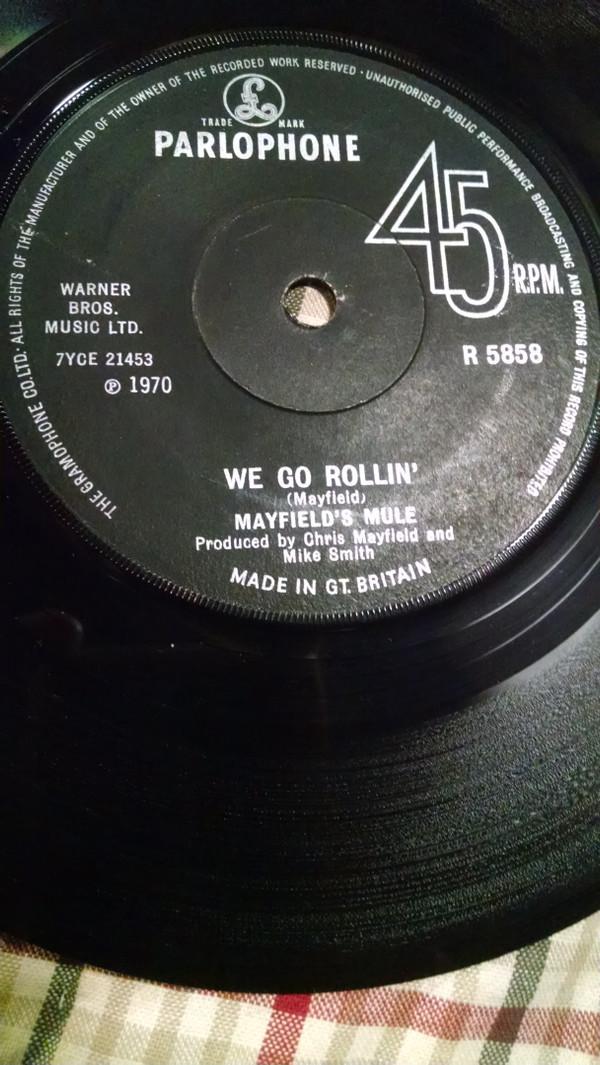 THE GRAMOPHONE CO. LTD. · ALL RIGHTS OF THE MANUFACTURER AND OF THE OWNER OF THE RECORDED WORK RESERVED · UNAUTHORISED PUBLIC PERFORMANCE BROADCASTING AND COPYING OF THIS RECORD PROHIBITED
£
TRADE MARK
PARLOPHONE
45
R.P.M.
WARNER
BROS.
MUSIC LTD.
7YCE 21453
℗ 1970
R 5858
WE GO ROLLIN'
(Mayfield)
MAYFIELD'S MULE
Produced by Chris Mayfield and
Mike Smith
MADE IN GT. BRITAIN